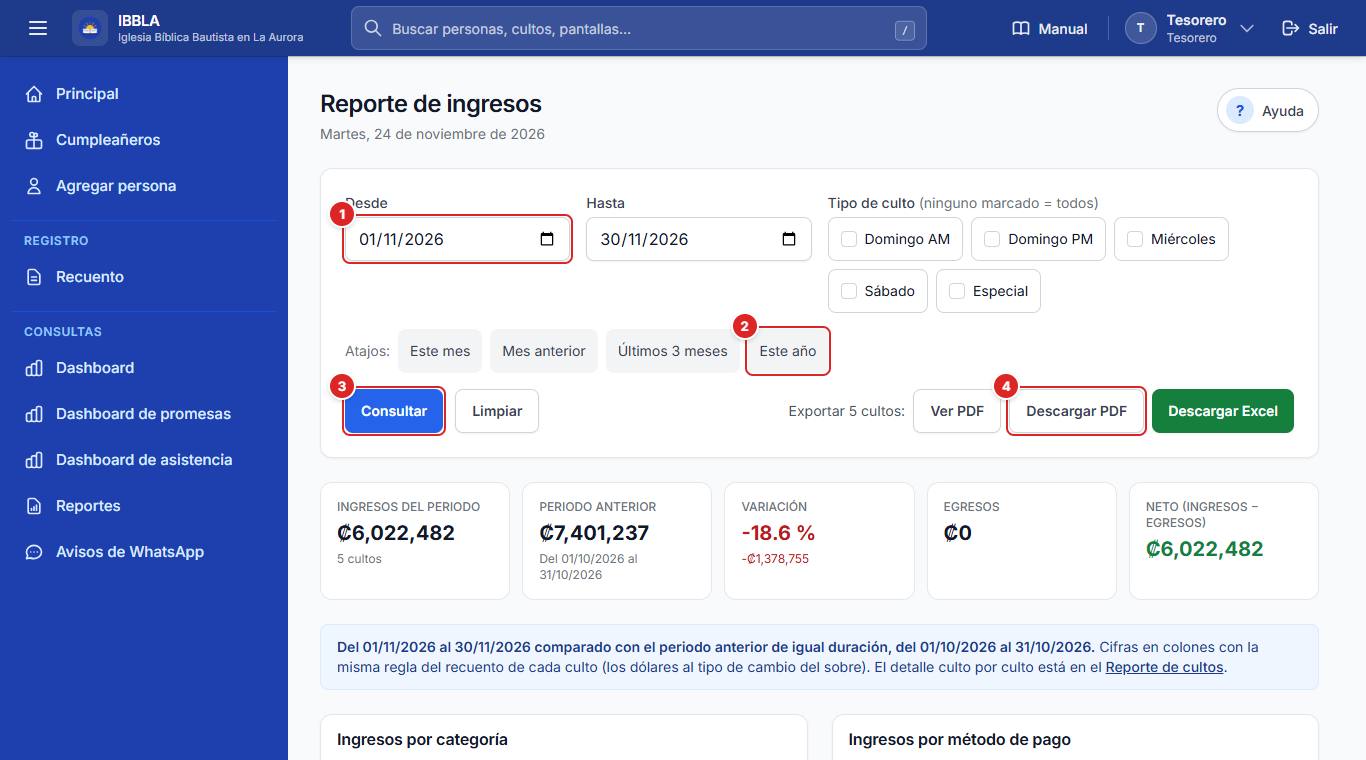 IBBLA
Iglesia Bíblica Bautista en La Aurora
Buscar personas, cultos, pantallas...
/
Manual
T
Tesorero
Tesorero
Salir
Principal
Cumpleañeros
Agregar persona
REGISTRO
Recuento
CONSULTAS
Dashboard
Dashboard de promesas
Dashboard de asistencia
Reportes
Avisos de WhatsApp
Reporte de ingresos
Martes, 24 de noviembre de 2026
? Ayuda
Desde
1
01/11/2026
Hasta
30/11/2026
Tipo de culto (ninguno marcado = todos)
Domingo AM
Domingo PM
Miércoles
Sábado
Especial
Atajos:
Este mes
Mes anterior
Últimos 3 meses
2
Este año
3
Consultar
Limpiar
Exportar 5 cultos:
Ver PDF
4
Descargar PDF
Descargar Excel
INGRESOS DEL PERIODO
₡6,022,482
5 cultos
PERIODO ANTERIOR
₡7,401,237
Del 01/10/2026 al
31/10/2026
VARIACIÓN
-18.6 %
-₡1,378,755
EGRESOS
₡0
NETO (INGRESOS −
EGRESOS)
₡6,022,482
Del 01/11/2026 al 30/11/2026 comparado con el periodo anterior de igual duración, del 01/10/2026 al 31/10/2026. Cifras en colones con la
misma regla del recuento de cada culto (los dólares al tipo de cambio del sobre). El detalle culto por culto está en el Reporte de cultos.
Ingresos por categoría
Ingresos por método de pago